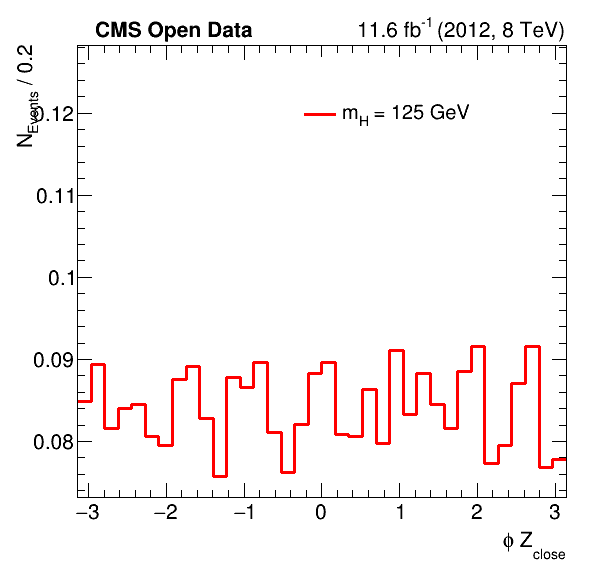 CMS Open Data
11.6 fb-1 (2012, 8 TeV)
NEvents / 0.2
mH = 125 GeV
0.12
0.11
0.1
0.09
0.08
−3 −2 −1 0 1 2 3
ϕ Zclose